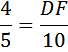 4/5 = DF/10